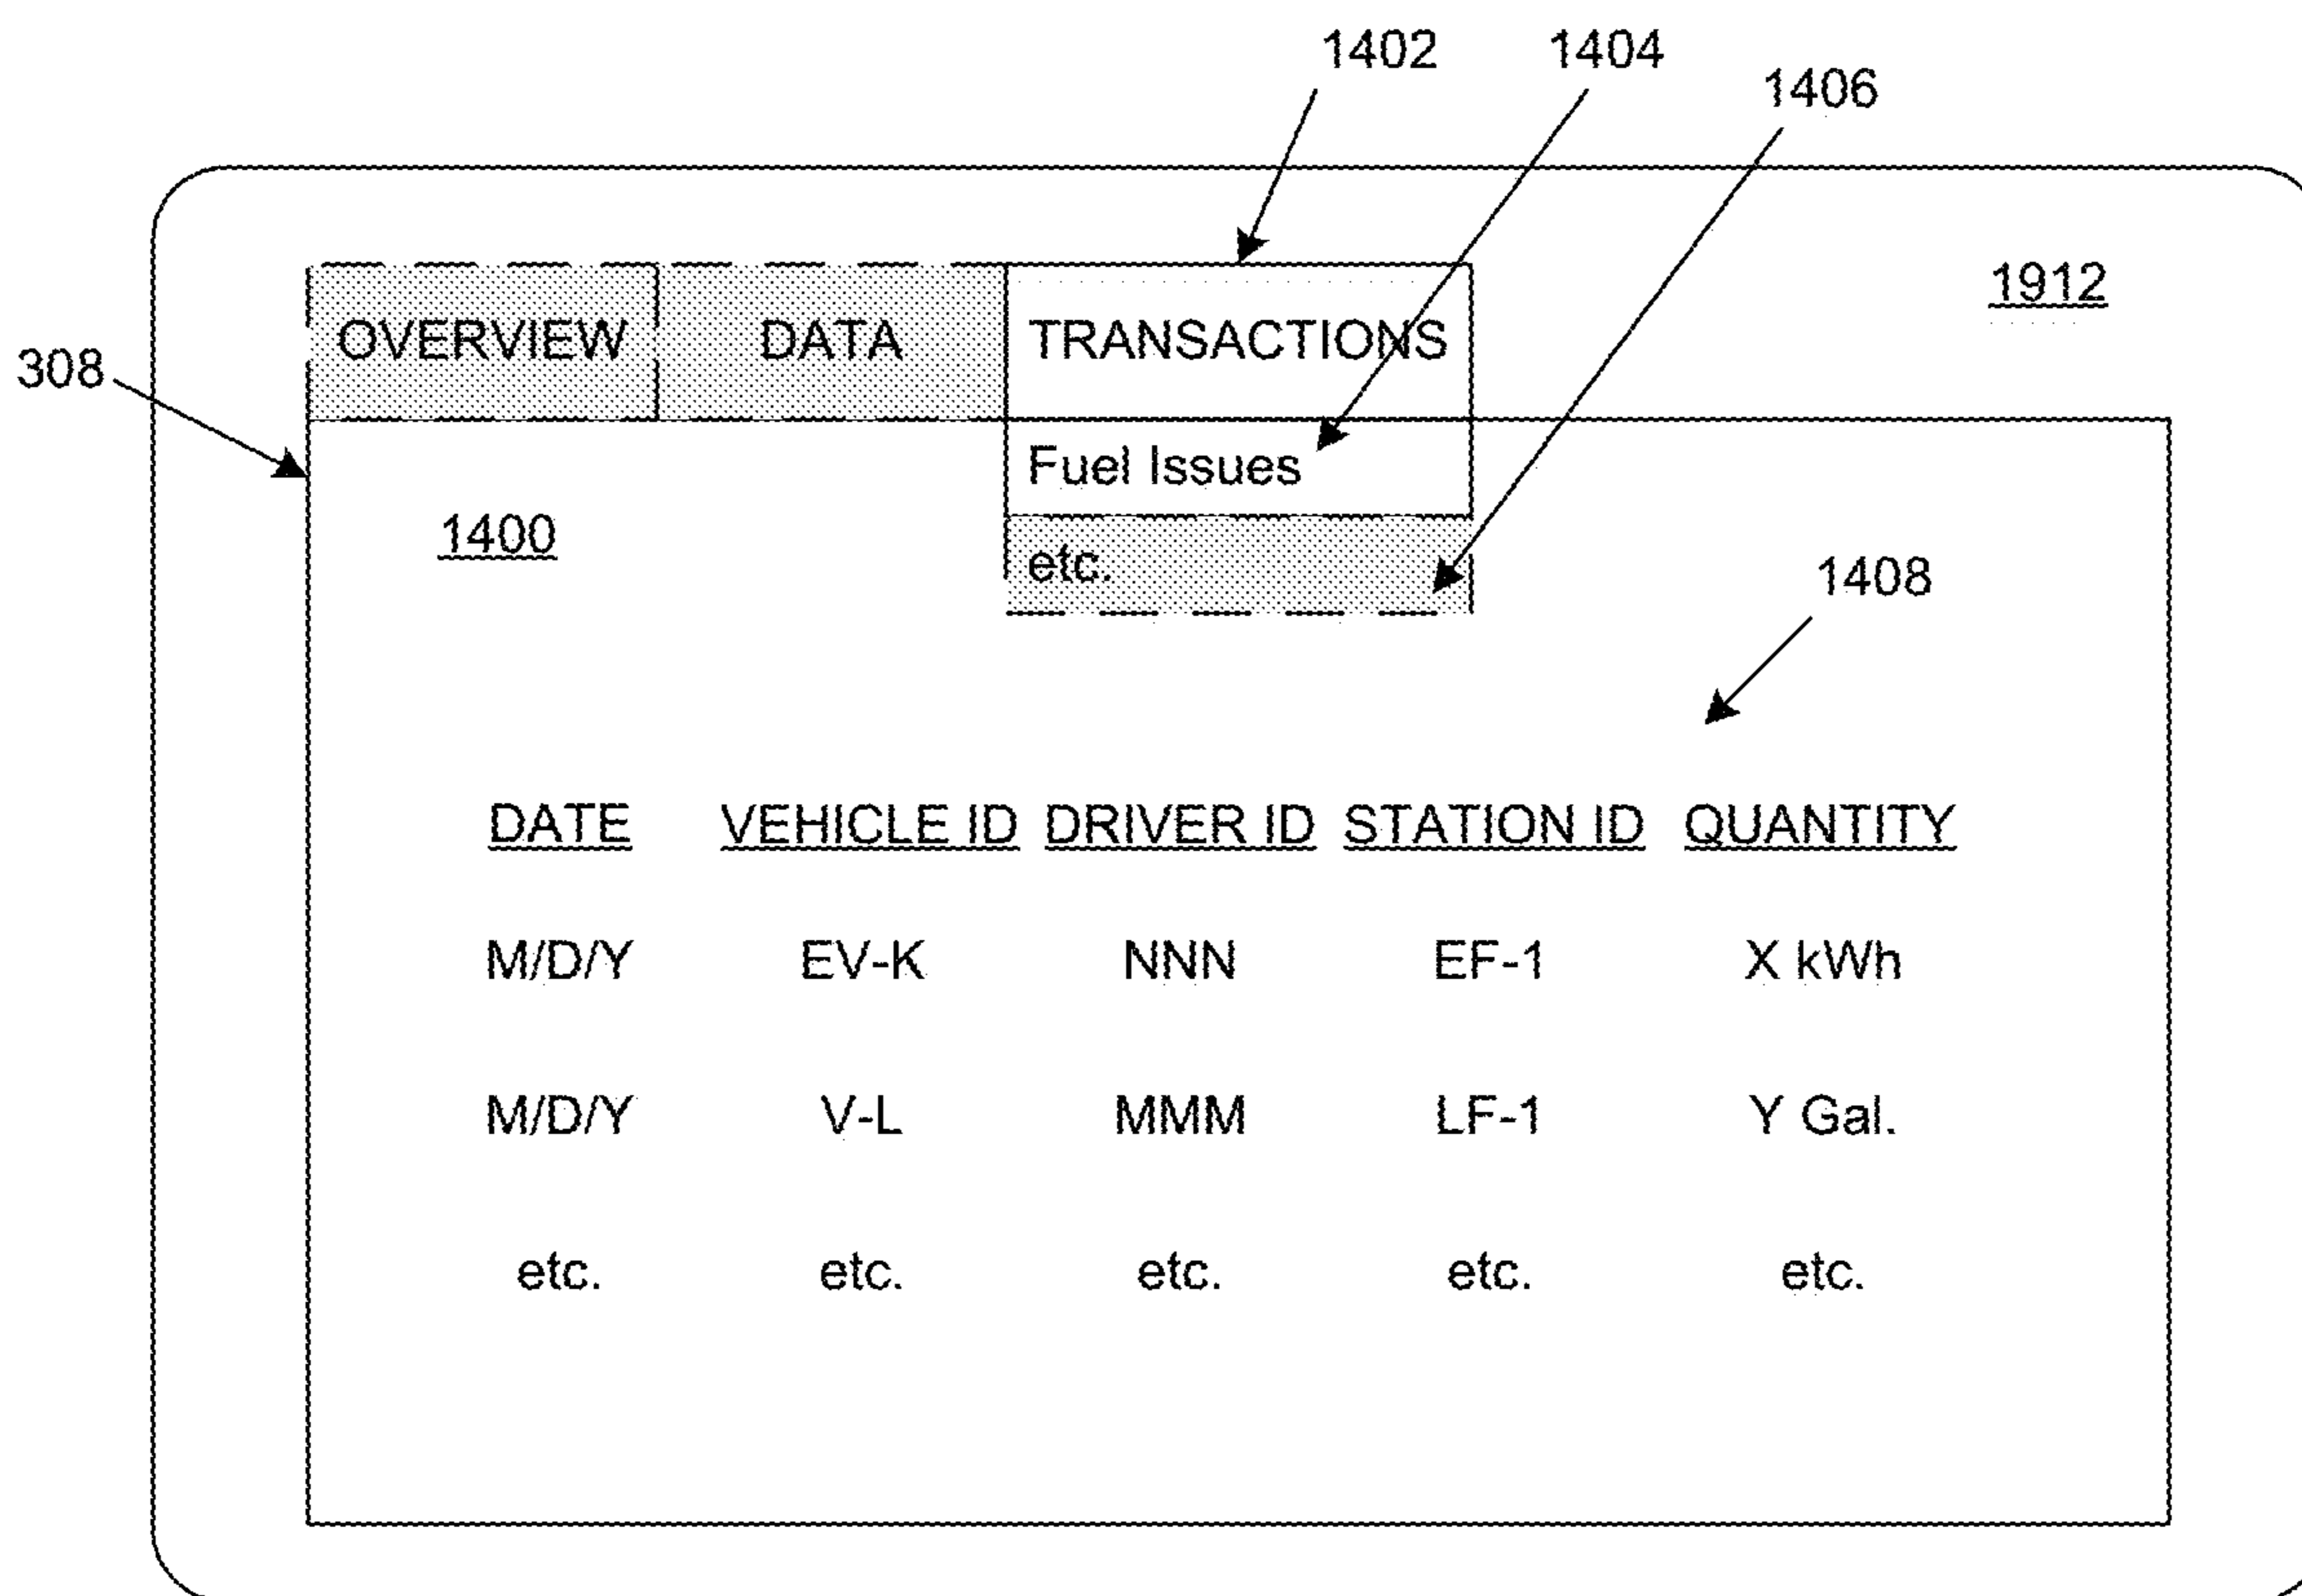 1402 1404
1406
1912
OVERVIEW DATA TRANSACTIONS
308
Fuel Issues
1400
etc.
1408
DATE VEHICLE ID DRIVER ID STATION ID QUANTITY
M/D/Y EV-K NNN EF-1 X kWh
M/D/Y V-L MMM LF-1 Y Gal.
etc. etc. etc. etc. etc.